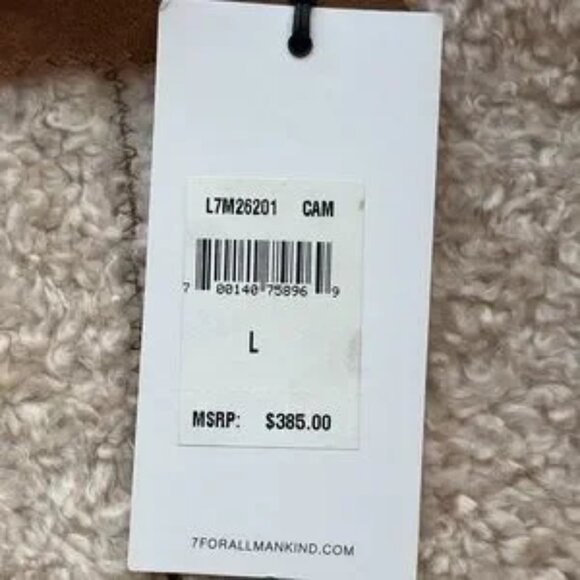 L7M26201 CAM
7 00140 75896 9
L
MSRP: $385.00
7FORALLMANKIND.COM